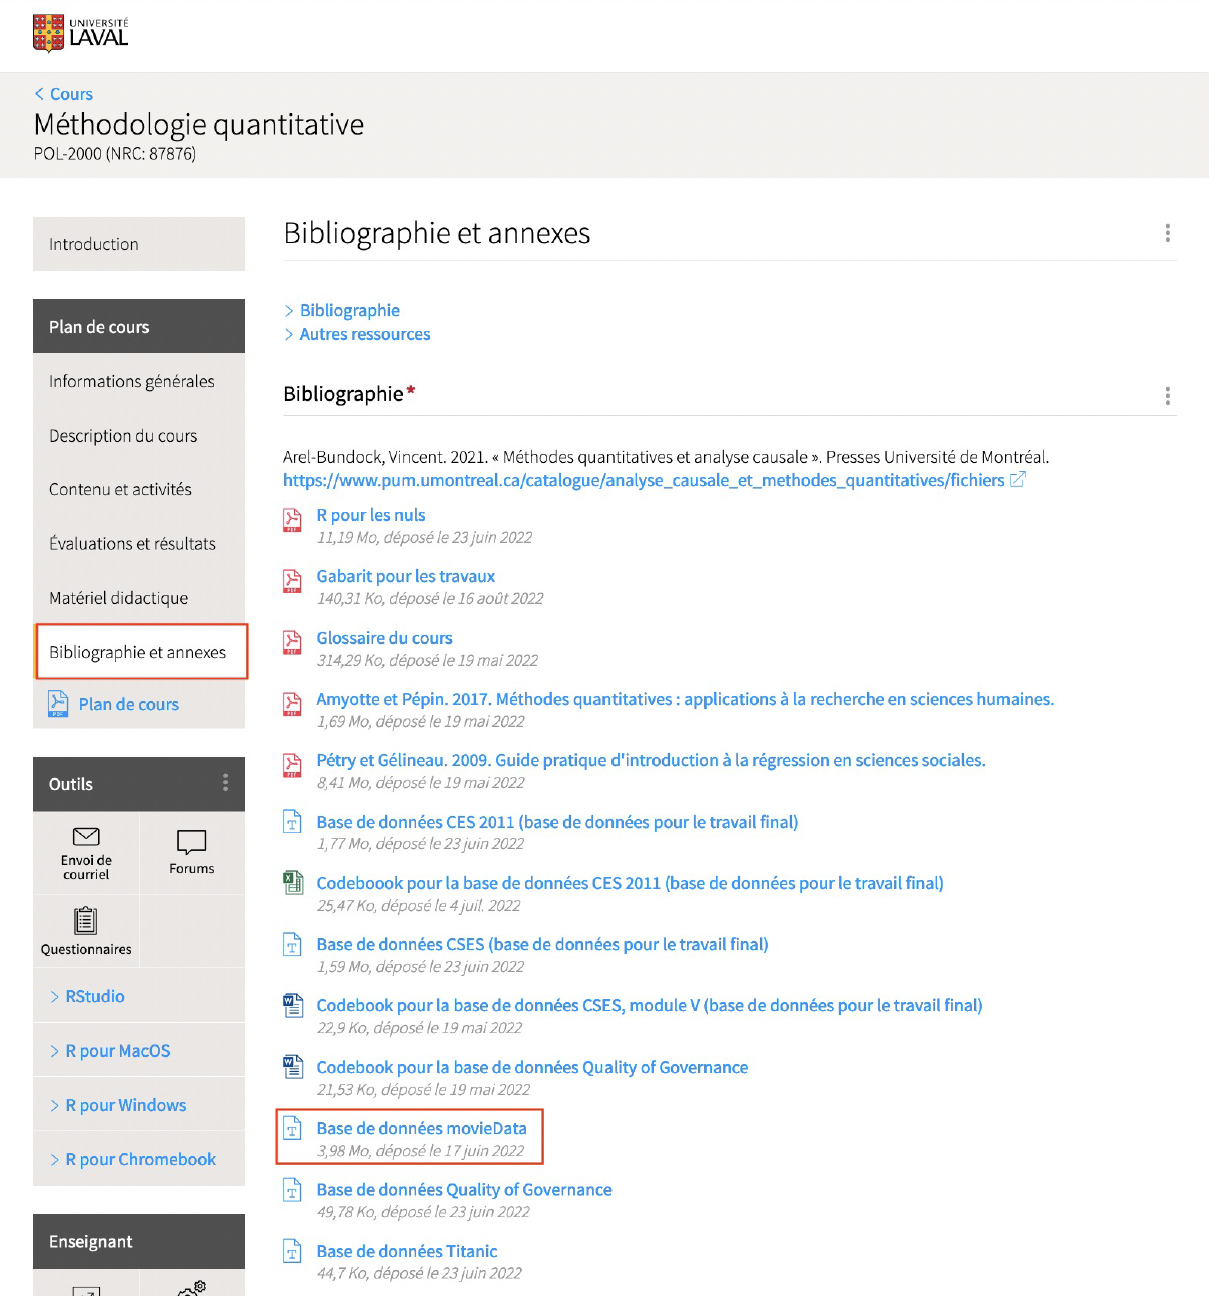 UNIVERSITÉ
LAVAL
Cours
Méthodologie quantitative
POL-2000 (NRC: 87876)
Introduction
Plan de cours
Informations générales
Description du cours
Contenu et activités
Évaluations et résultats
Matériel didactique
Bibliographie et annexes
Plan de cours
Outils
Envoi de
courriel
Forums
Questionnaires
RStudio
R pour MacOS
R pour Windows
R pour Chromebook
Enseignant
Bibliographie et annexes
Bibliographie
Autres ressources
Bibliographie*
Arel-Bundock, Vincent. 2021. « Méthodes quantitatives et analyse causale ». Presses Université de Montréal.
https://www.pum.umontreal.ca/catalogue/analyse_causale_et_methodes_quantitatives/fichiers
R pour les nuls
11,19 Mo, déposé le 23 juin 2022
Gabarit pour les travaux
140,31 Ko, déposé le 16 août 2022
Glossaire du cours
314,29 Ko, déposé le 19 mai 2022
Amyotte et Pépin. 2017. Méthodes quantitatives : applications à la recherche en sciences humaines.
1,69 Mo, déposé le 19 mai 2022
Pétry et Gélineau. 2009. Guide pratique d'introduction à la régression en sciences sociales.
8,41 Mo, déposé le 19 mai 2022
Base de données CES 2011 (base de données pour le travail final)
1,77 Mo, déposé le 23 juin 2022
Codeboook pour la base de données CES 2011 (base de données pour le travail final)
25,47 Ko, déposé le 4 juil. 2022
Base de données CSES (base de données pour le travail final)
1,59 Mo, déposé le 23 juin 2022
Codebook pour la base de données CSES, module V (base de données pour le travail final)
22,9 Ko, déposé le 19 mai 2022
Codebook pour la base de données Quality of Governance
21,53 Ko, déposé le 19 mai 2022
Base de données movieData
3,98 Mo, déposé le 17 juin 2022
Base de données Quality of Governance
49,78 Ko, déposé le 23 juin 2022
Base de données Titanic
44,7 Ko, déposé le 23 juin 2022